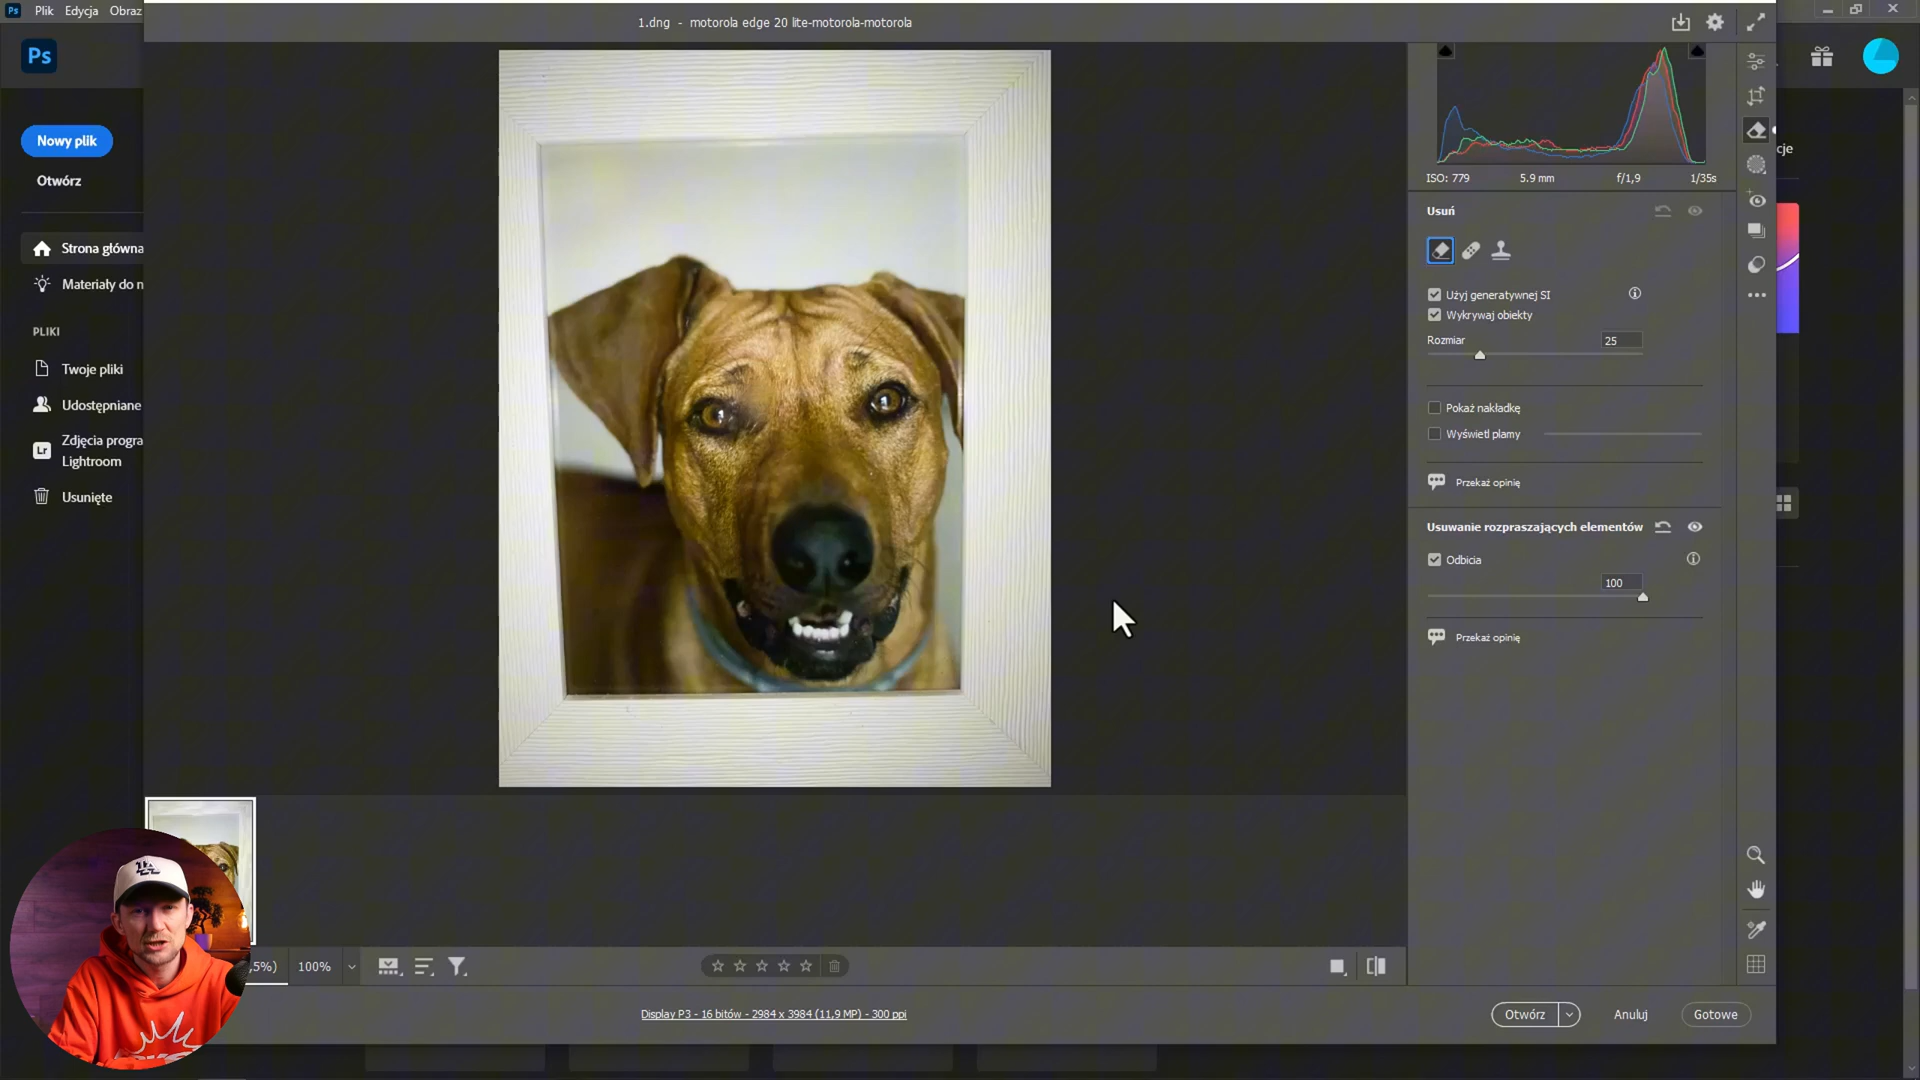 Ps Plik Edycja Obraz
1.dng - motorola edge 20 lite-motorola-motorola
Ps
Nowy plik
Otwórz
Strona główna
Materiały do n
PLIKI
Twoje pliki
Udostępniane
Zdjęcia progra
Lr
Lightroom
Usunięte
ISO: 779 5.9 mm f/1,9 1/35s
cje
Usuń
Użyj generatywnej SI
Wykrywaj obiekty
Rozmiar 25
Pokaż nakładkę
Wyświetl plamy
Przekaż opinię
Usuwanie rozpraszających elementów
Odbicia
100
Przekaż opinię
,5%) 100%
Display P3 - 16 bitów - 2984 x 3984 (11,9 MP) - 300 ppi
Otwórz Anuluj Gotowe